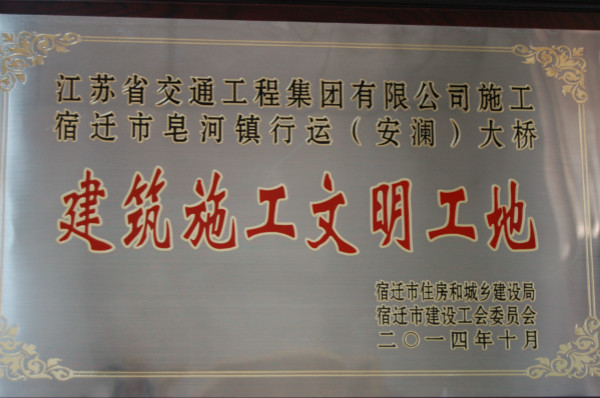 江苏省交通工程集团有限公司施工
宿迁市皂河镇行运（安澜）大桥
建筑施工文明工地
宿迁市住房和城乡建设局
宿迁市建设工会委员会
二〇一四年十月